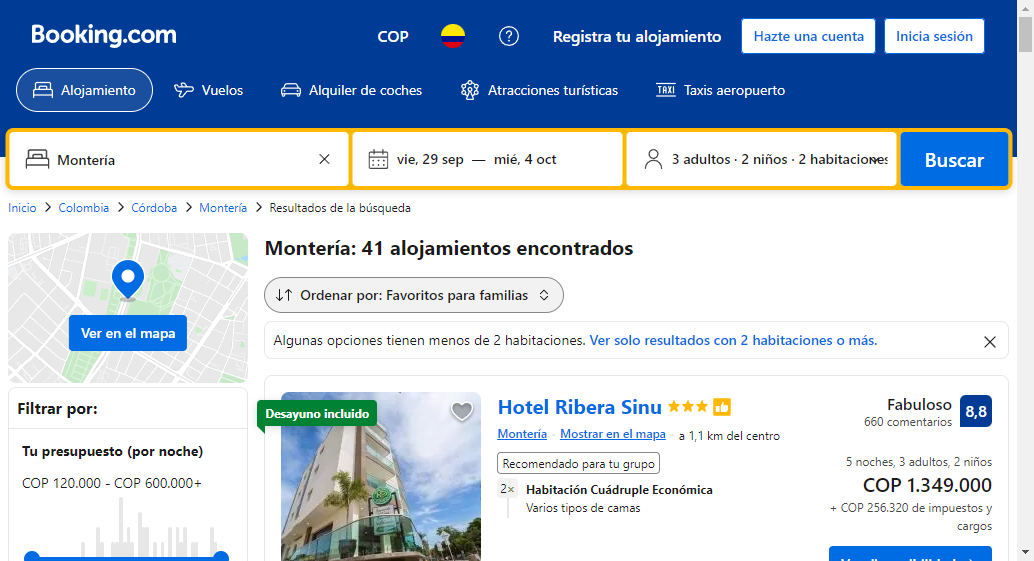 Booking.com
COP
Registra tu alojamiento
Hazte una cuenta
Inicia sesión
Alojamiento
Vuelos
Alquiler de coches
Atracciones turísticas
TAXI
Taxis aeropuerto
Montería
vie, 29 sep — mié, 4 oct
3 adultos · 2 niños · 2 habitaciones
Buscar
Inicio > Colombia > Córdoba > Montería > Resultados de la búsqueda
Ver en el mapa
Filtrar por:
Tu presupuesto (por noche)
COP 120.000 - COP 600.000+
Montería: 41 alojamientos encontrados
Ordenar por: Favoritos para familias
Algunas opciones tienen menos de 2 habitaciones. Ver solo resultados con 2 habitaciones o más.
Desayuno incluido
Hotel Ribera Sinu
Montería · Mostrar en el mapa · a 1,1 km del centro
Recomendado para tu grupo
2× Habitación Cuádruple Económica
Varios tipos de camas
Fabuloso
660 comentarios
8,8
5 noches, 3 adultos, 2 niños
COP 1.349.000
+ COP 256.320 de impuestos y
cargos